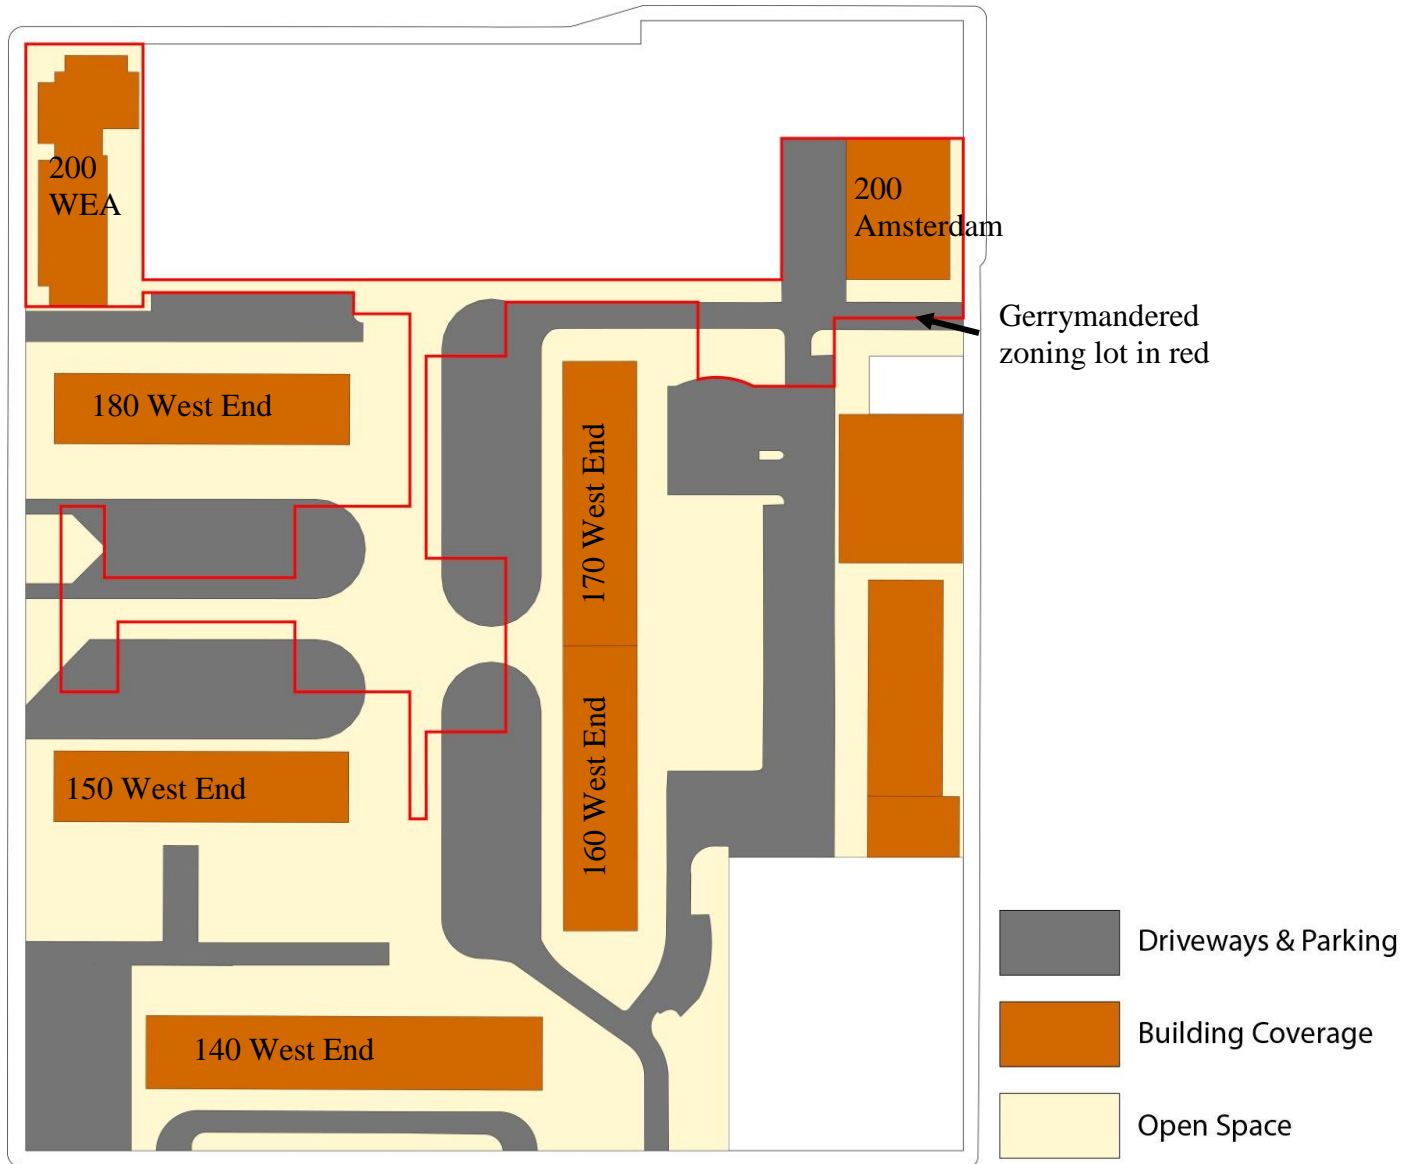 200
WEA
200
Amsterdam
Gerrymandered
zoning lot in red
180 West End
170 West End
160 West End
150 West End
140 West End
Driveways & Parking
Building Coverage
Open Space